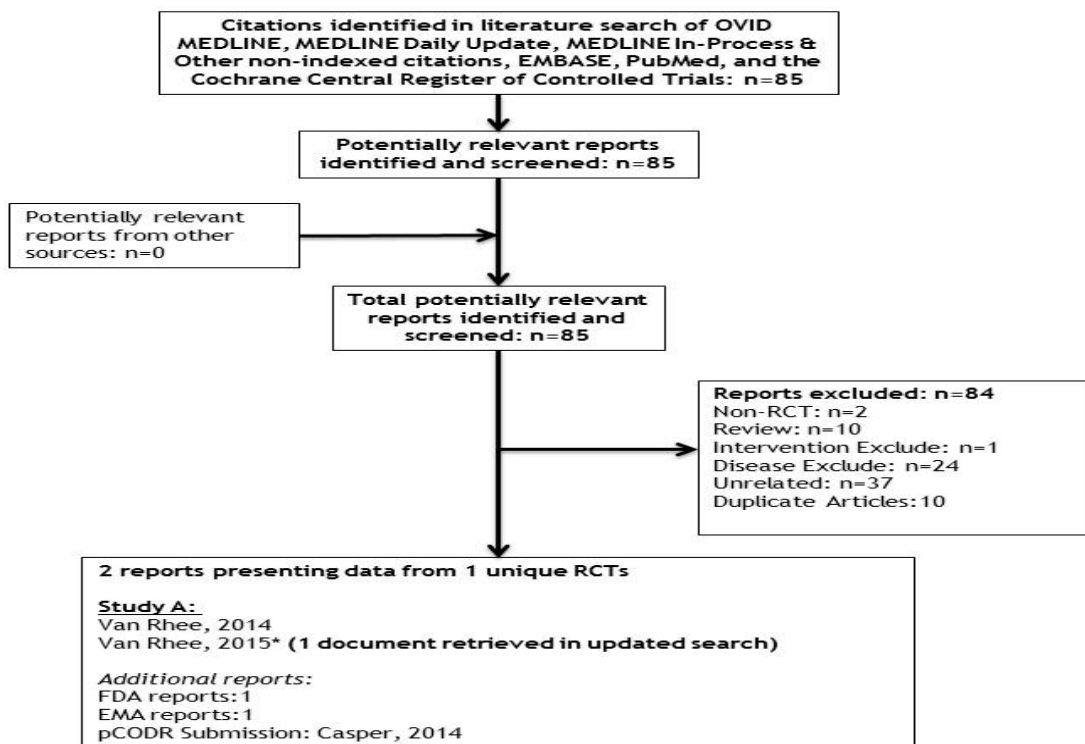 Citations identified in literature search of OVID
MEDLINE, MEDLINE Daily Update, MEDLINE In-Process &
Other non-indexed citations, EMBASE, PubMed, and the
Cochrane Central Register of Controlled Trials: n=85
Potentially relevant reports
identified and screened: n=85
Potentially relevant
reports from other
sources: n=0
Total potentially relevant
reports identified and
screened: n=85
Reports excluded: n=84
Non-RCT: n=2
Review: n=10
Intervention Exclude: n=1
Disease Exclude: n=24
Unrelated: n=37
Duplicate Articles:10
2 reports presenting data from 1 unique RCTs
Study A:
Van Rhee, 2014
Van Rhee, 2015* (1 document retrieved in updated search)
Additional reports:
FDA reports:1
EMA reports:1
pCODR Submission: Casper, 2014